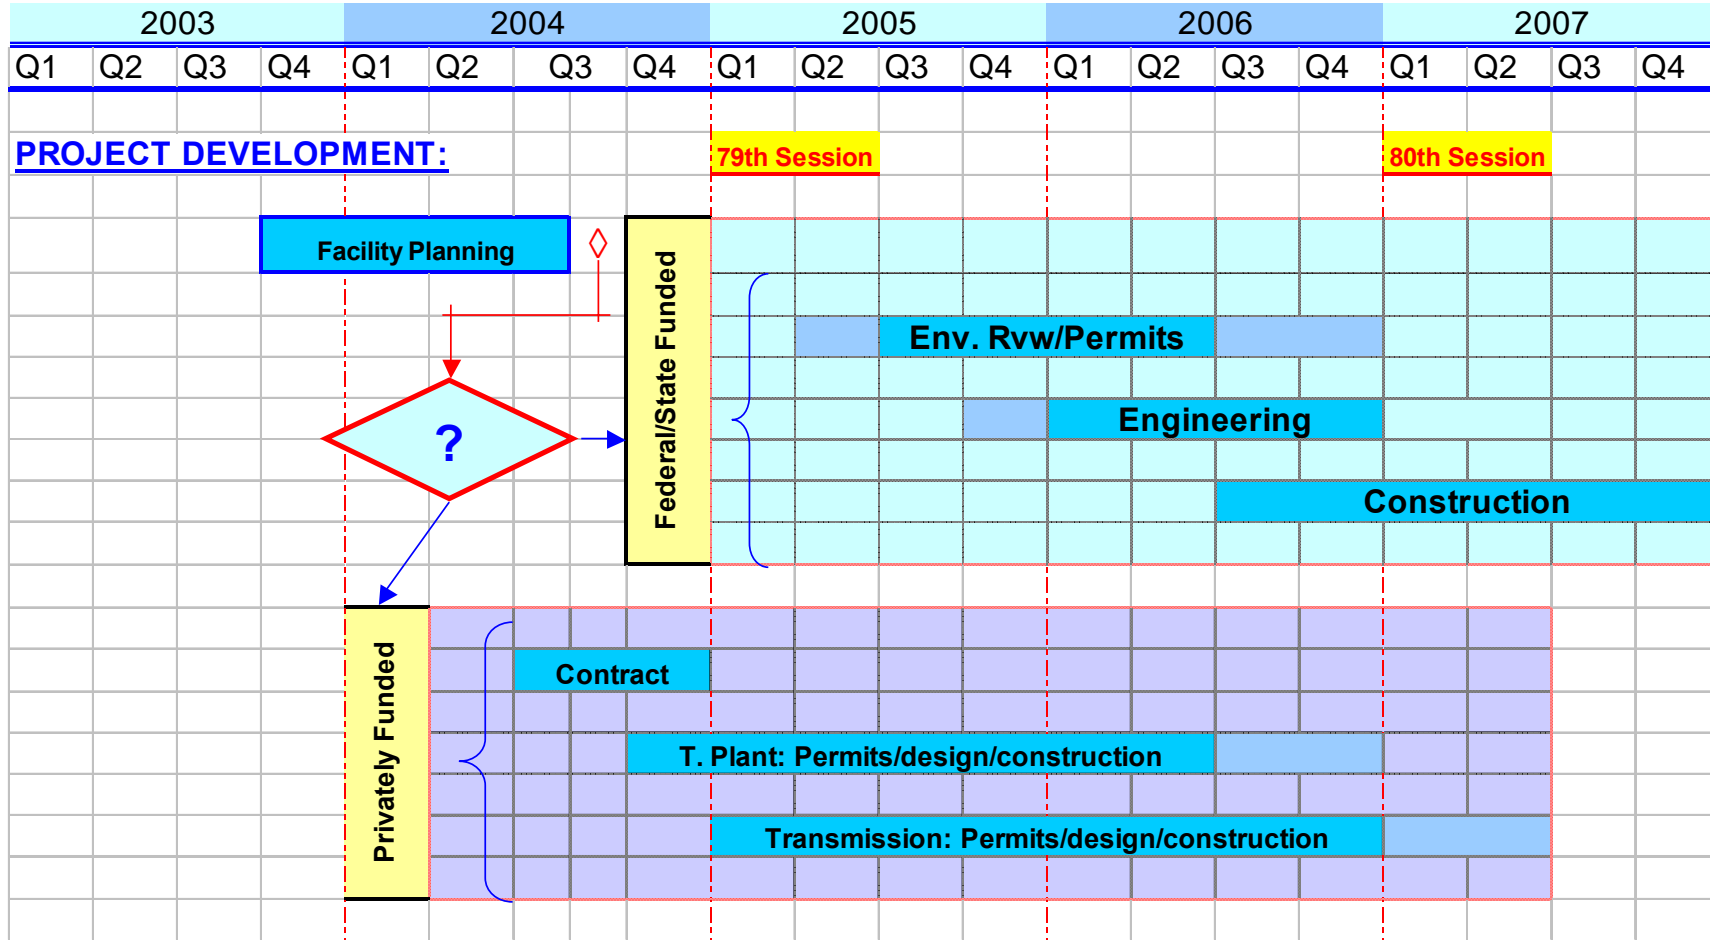 2003 2004 2005 2006 2007
Q1 Q2 Q3 Q4 Q1 Q2 Q3 Q4 Q1 Q2 Q3 Q4 Q1 Q2 Q3 Q4 Q1 Q2 Q3 Q4
PROJECT DEVELOPMENT:
79th Session
80th Session
Facility Planning
Federal/State Funded
Env. Rvw/Permits
Engineering
?
Construction
Privately Funded
Contract
T. Plant: Permits/design/construction
Transmission: Permits/design/construction